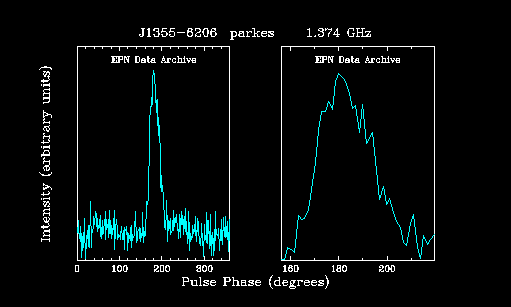 J1355-6206 parkes 1.374 GHz
EPN Data Archive EPN Data Archive
Intensity (arbitrary units)
0 100 200 300 160 180 200
Pulse Phase (degrees)